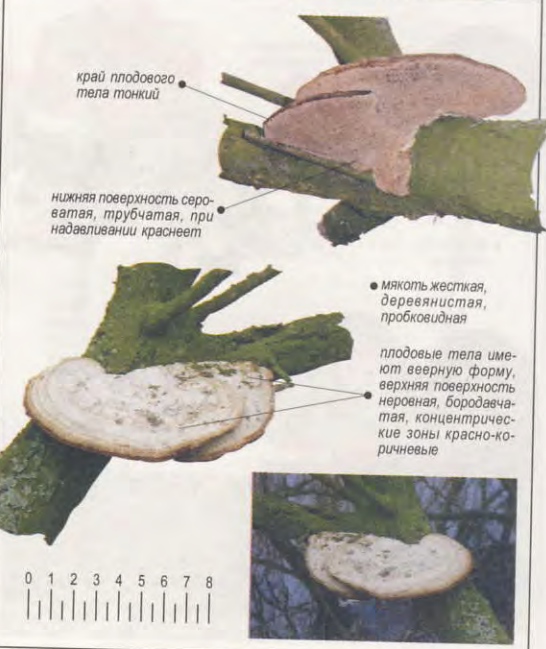 край плодового
тела тонкий
нижняя поверхность серо-
ватая, трубчатая, при
надавливании краснеет
мякоть жесткая,
деревянистая,
пробковидная
плодовые тела име-
ют веерную форму,
верхняя поверхность
неровная, бородавча-
тая, концентричес-
кие зоны красно-ко-
ричневые
0 1 2 3 4 5 6 7 8